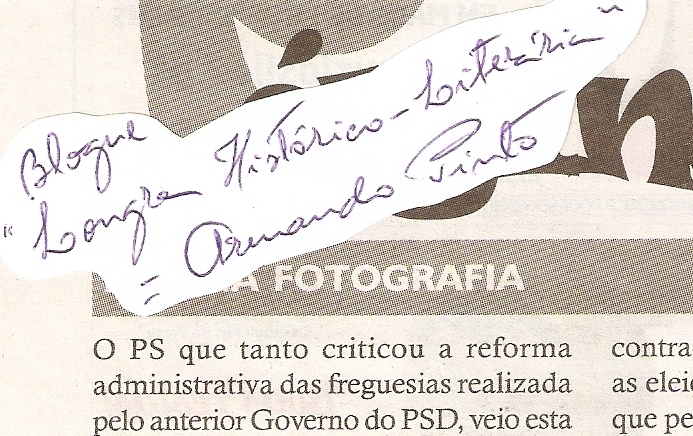 Blogue
"Longra Histórico-Literária"
= Armando Pinto
A FOTOGRAFIA
O PS que tanto criticou a reforma
administrativa das freguesias realizada
pelo anterior Governo do PSD, veio esta
contra-
as elei
que pe